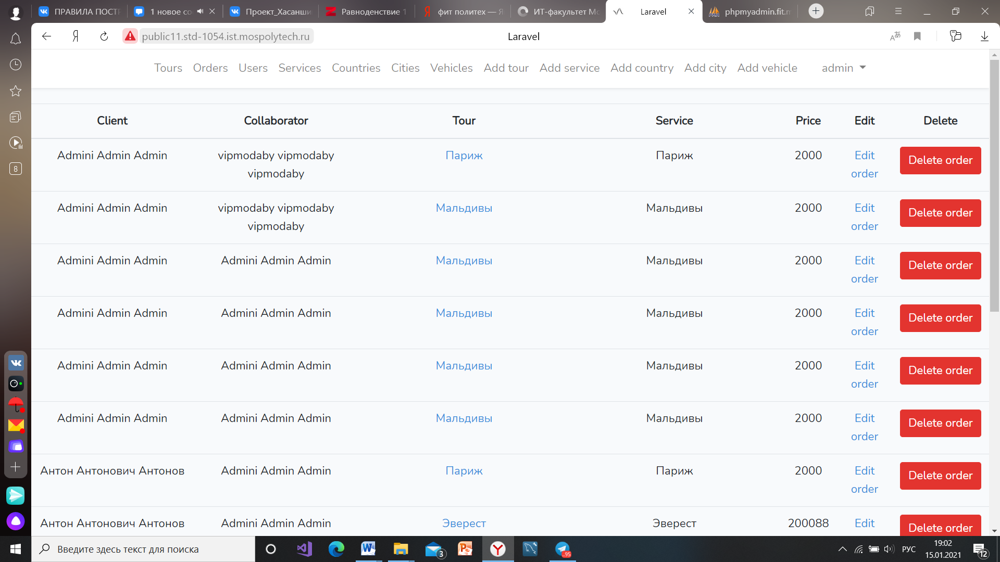 ПРАВИЛА ПОСТР
1 новое со
Проект_Хасанши
Равноденствие 1
фит политех — Я
ИТ-факультет Мо
Laravel
phpmyadmin.fit.m
public11.std-1054.ist.mospolytech.ru
Laravel
Tours Orders Users Services Countries Cities Vehicles Add tour Add service Add country Add city Add vehicle admin
Client Collaborator Tour Service Price Edit Delete
Admini Admin Admin vipmodaby vipmodaby Париж Париж 2000 Edit Delete order
vipmodaby order
Admini Admin Admin vipmodaby vipmodaby Мальдивы Мальдивы 2000 Edit Delete order
vipmodaby order
Admini Admin Admin Admini Admin Admin Мальдивы Мальдивы 2000 Edit Delete order
order
Admini Admin Admin Admini Admin Admin Мальдивы Мальдивы 2000 Edit Delete order
order
Admini Admin Admin Admini Admin Admin Мальдивы Мальдивы 2000 Edit Delete order
order
Admini Admin Admin Admini Admin Admin Мальдивы Мальдивы 2000 Edit Delete order
order
Антон Антонович Антонов Admini Admin Admin Париж Париж 2000 Edit Delete order
order
Антон Антонович Антонов Admini Admin Admin Эверест Эверест 200088 Edit Delete order
8
Введите здесь текст для поиска
3
..95
РУС
19:02
15.01.2021
12